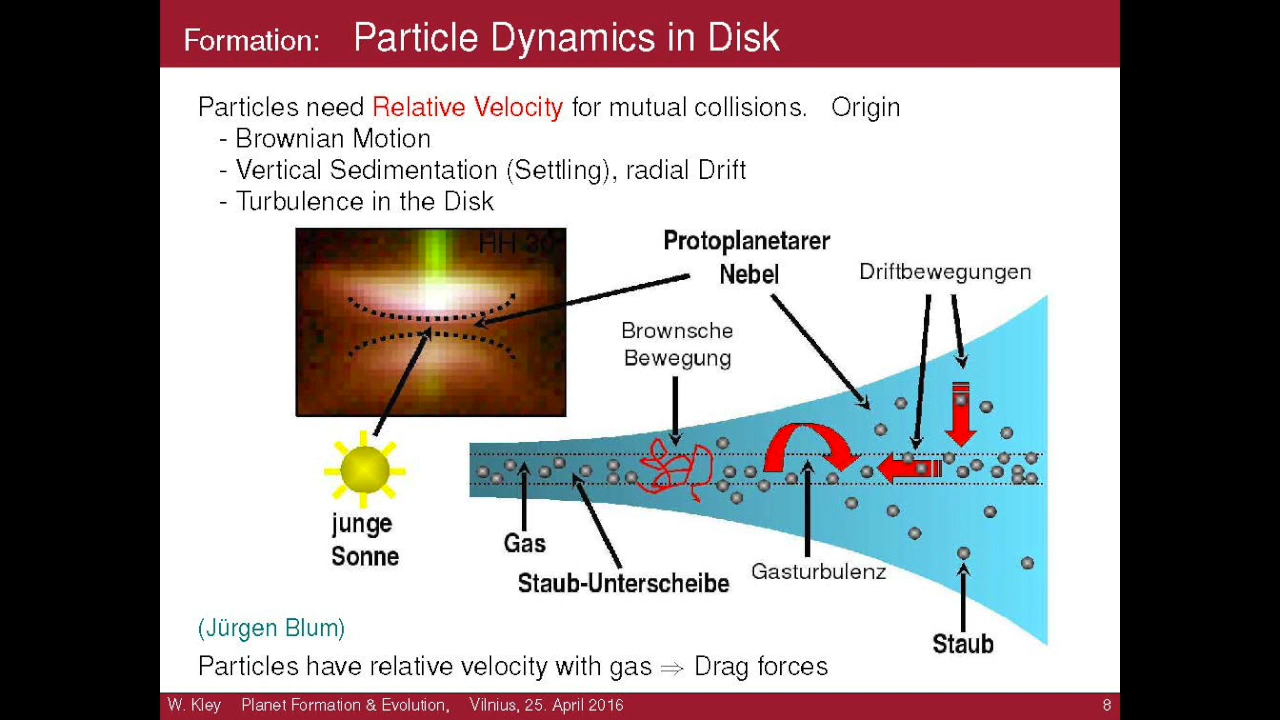 Formation: Particle Dynamics in Disk
Particles need Relative Velocity for mutual collisions. Origin
- Brownian Motion
- Vertical Sedimentation (Settling), radial Drift
- Turbulence in the Disk
HH 30
Protoplanetarer
Nebel
Driftbewegungen
Brownsche
Bewegung
junge
Sonne
Gas
Staub-Unterscheibe
Gasturbulenz
Staub
(Jürgen Blum)
Particles have relative velocity with gas ⇒ Drag forces
W. Kley Planet Formation & Evolution, Vilnius, 25. April 2016 8